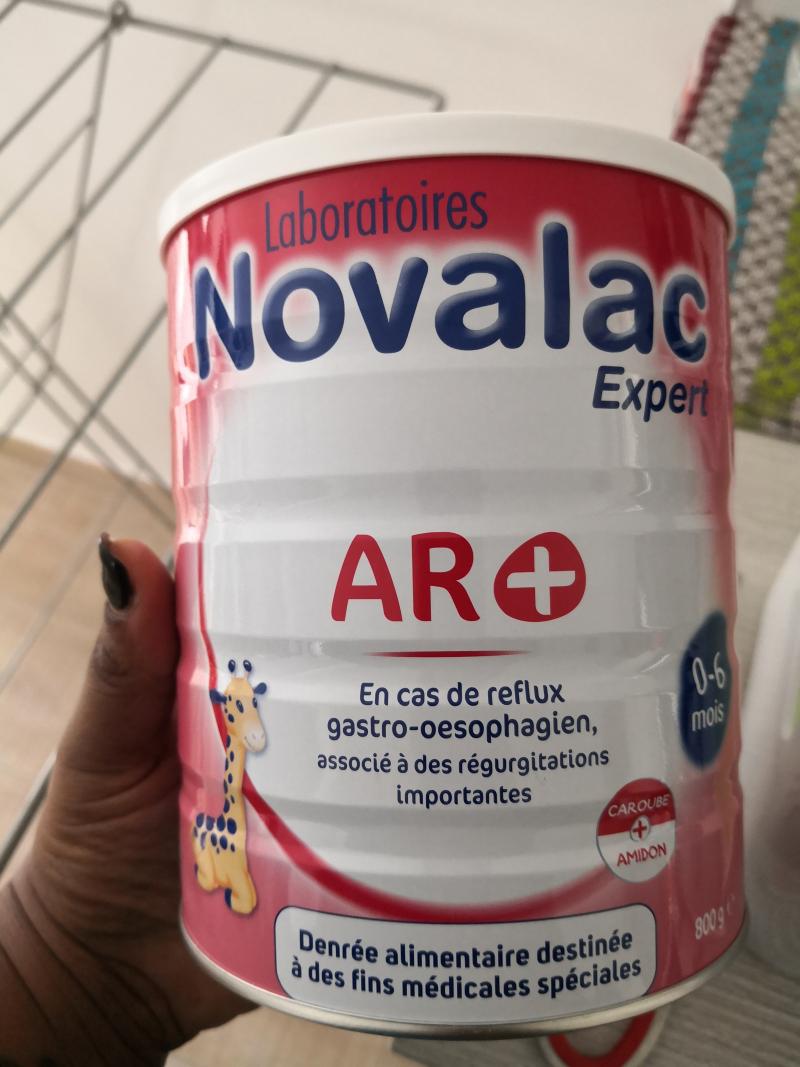 Laboratoires
Novalac
Expert
AR+
0-6
mois
En cas de reflux
gastro-oesophagien,
associé à des régurgitations
importantes
CAROUBE
+
AMIDON
800g
Denrée alimentaire destinée
à des fins médicales spéciales